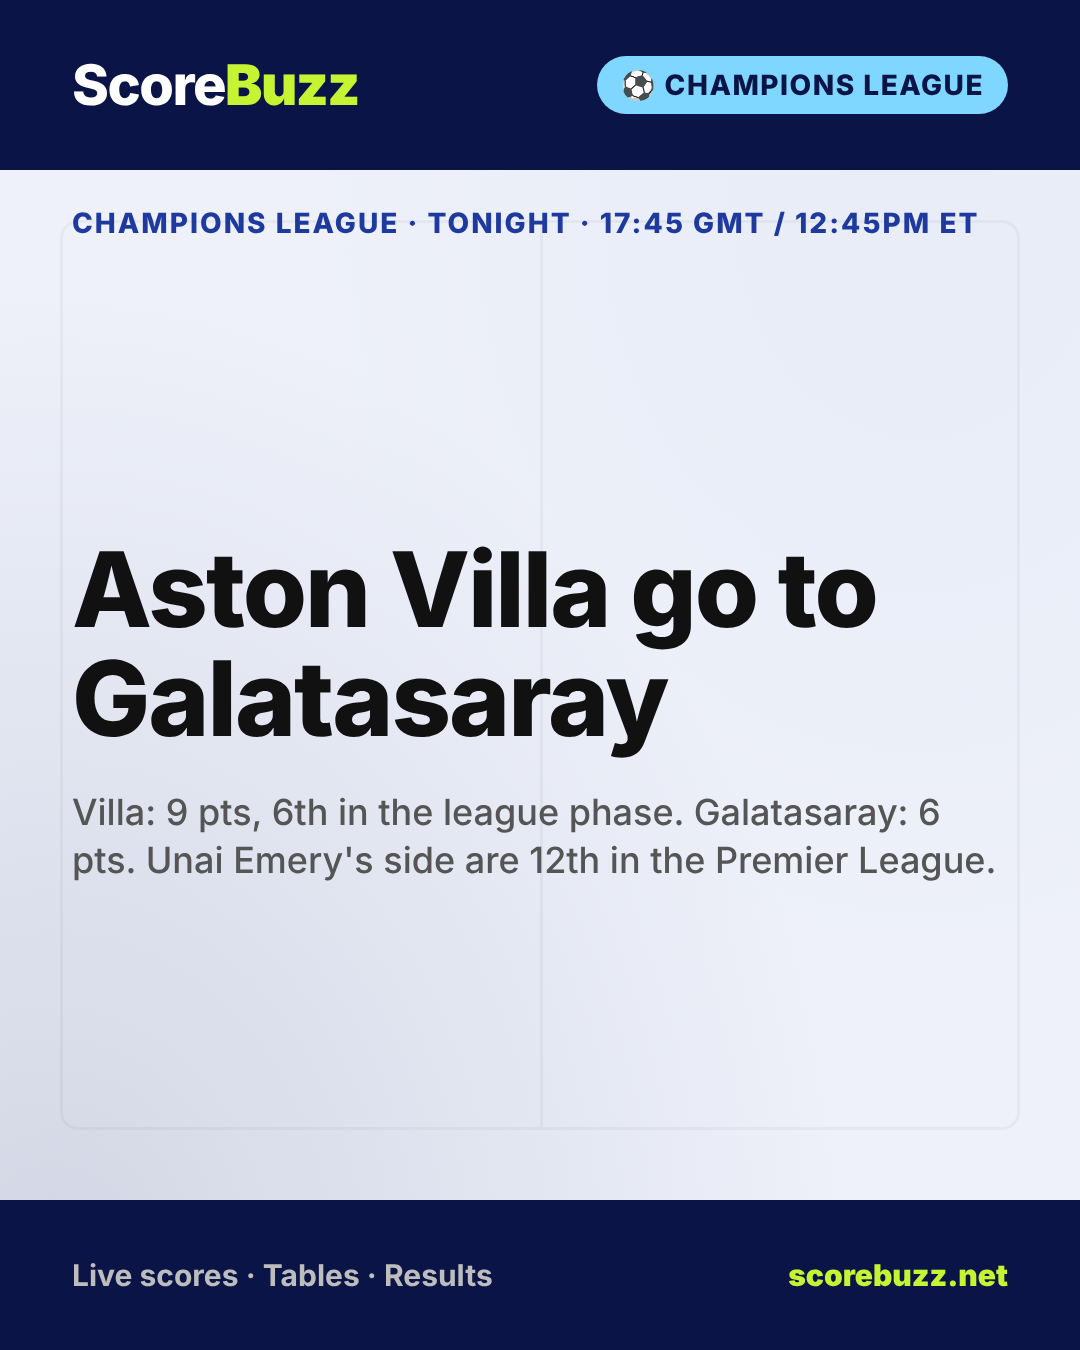 ScoreBuzz
⚽ CHAMPIONS LEAGUE
CHAMPIONS LEAGUE · TONIGHT · 17:45 GMT / 12:45PM ET
Aston Villa go to
Galatasaray
Villa: 9 pts, 6th in the league phase. Galatasaray: 6
pts. Unai Emery's side are 12th in the Premier League.
Live scores · Tables · Results
scorebuzz.net